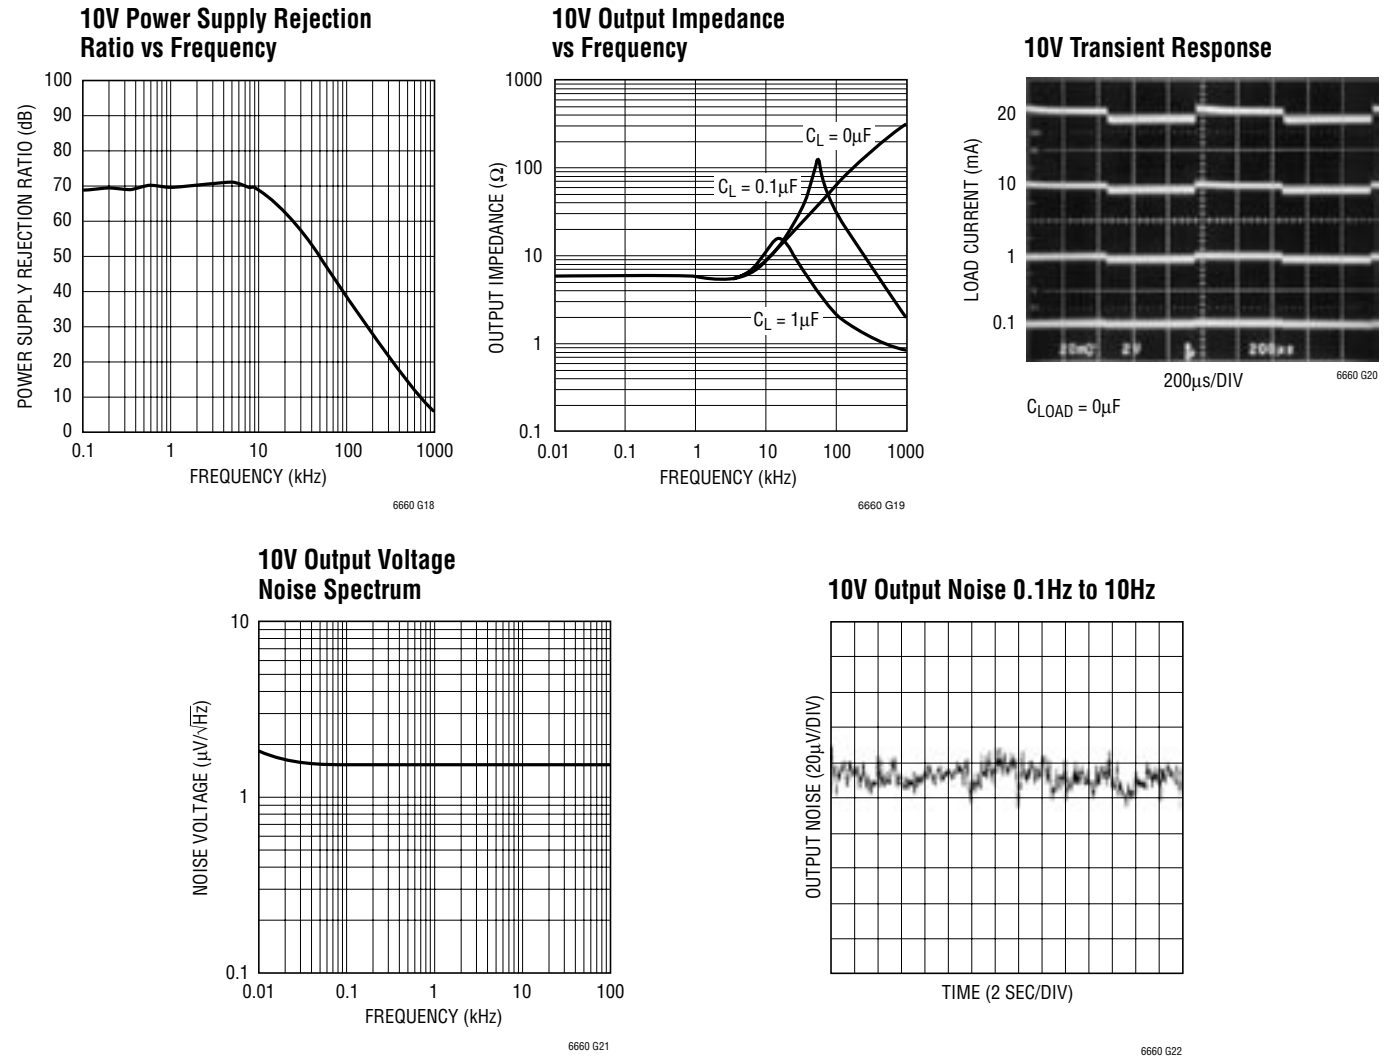 10V Power Supply Rejection
Ratio vs Frequency
POWER SUPPLY REJECTION RATIO (dB)
100
90
80
70
60
50
40
30
20
10
0
0.1
1
10
100
1000
FREQUENCY (kHz)
6660 G18
10V Output Impedance
vs Frequency
OUTPUT IMPEDANCE (Ω)
1000
100
10
1
0.1
CL = 0µF
CL = 0.1µF
CL = 1µF
0.01
0.1
1
10
100
1000
FREQUENCY (kHz)
6660 G19
10V Transient Response
LOAD CURRENT (mA)
20
10
1
0.1
2V
200µs
200µs/DIV
6660 G20
CLOAD = 0µF
10V Output Voltage
Noise Spectrum
NOISE VOLTAGE (µV/√Hz)
10
1
0.1
0.01
0.1
1
10
100
FREQUENCY (kHz)
6660 G21
10V Output Noise 0.1Hz to 10Hz
OUTPUT NOISE (20µV/DIV)
TIME (2 SEC/DIV)
6660 G22